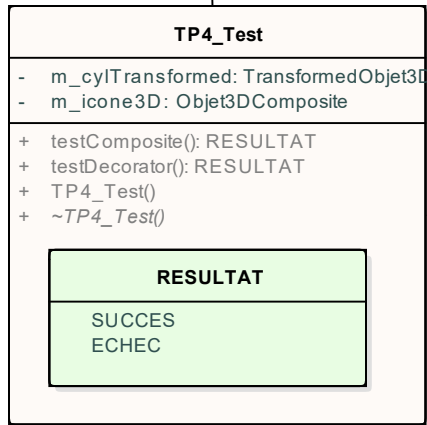 TP4_Test
- m_cylTransformed: TransformedObjet3D
- m_icone3D: Objet3DComposite
+ testComposite(): RESULTAT
+ testDecorator(): RESULTAT
+ TP4_Test()
+ ~TP4_Test()
RESULTAT
SUCCES
ECHEC